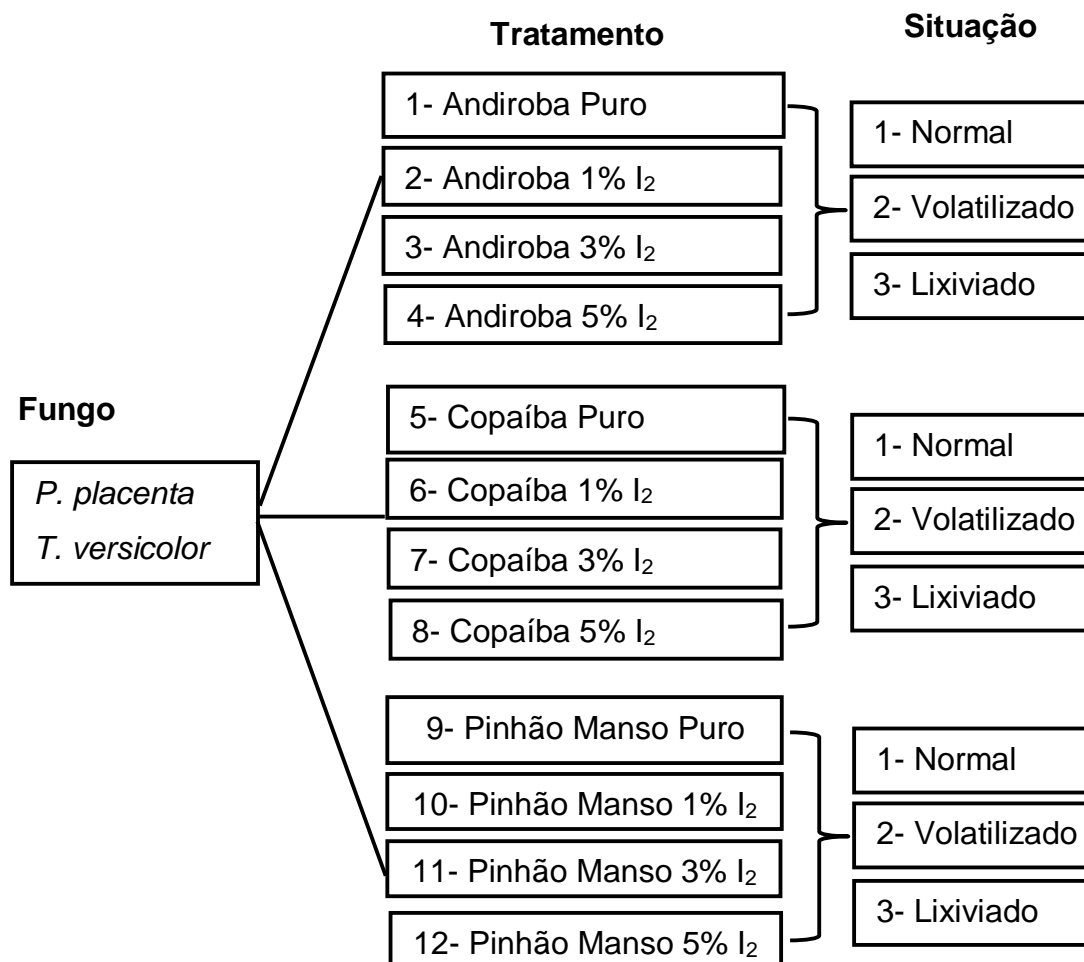 Tratamento
Situação
1- Andiroba Puro
2- Andiroba 1% I₂
3- Andiroba 3% I₂
4- Andiroba 5% I₂
1- Normal
2- Volatilizado
3- Lixiviado
Fungo
P. placenta
T. versicolor
5- Copaíba Puro
6- Copaíba 1% I₂
7- Copaíba 3% I₂
8- Copaíba 5% I₂
1- Normal
2- Volatilizado
3- Lixiviado
9- Pinhão Manso Puro
10- Pinhão Manso 1% I₂
11- Pinhão Manso 3% I₂
12- Pinhão Manso 5% I₂
1- Normal
2- Volatilizado
3- Lixiviado